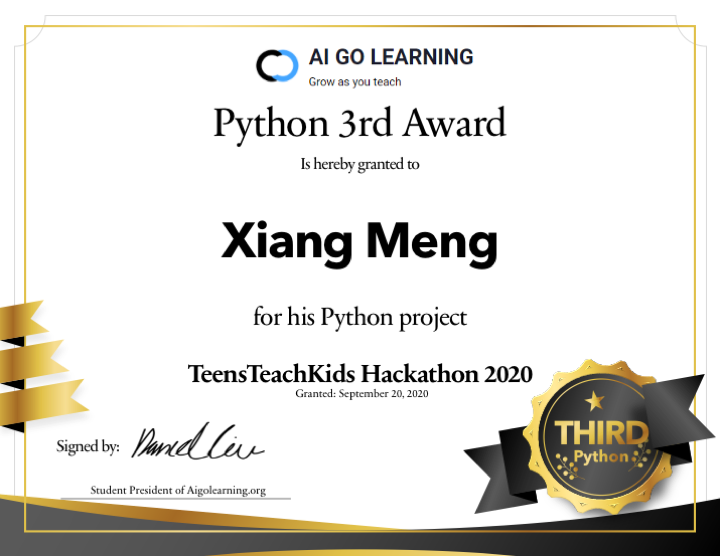 AI GO LEARNING
Grow as you teach
Python 3rd Award
Is hereby granted to
Xiang Meng
for his Python project
TeensTeachKids Hackathon 2020
Granted: September 20, 2020
Signed by:
Student President of Aigolearning.org
THIRD
Python